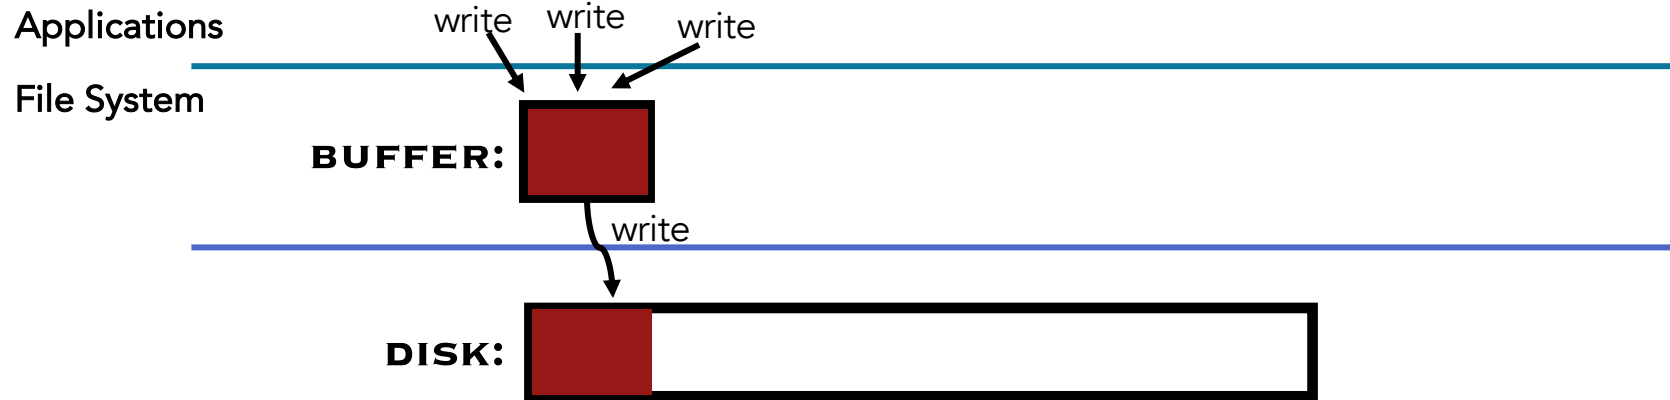 Applications
write
write
write
File System
BUFFER:
write
DISK: